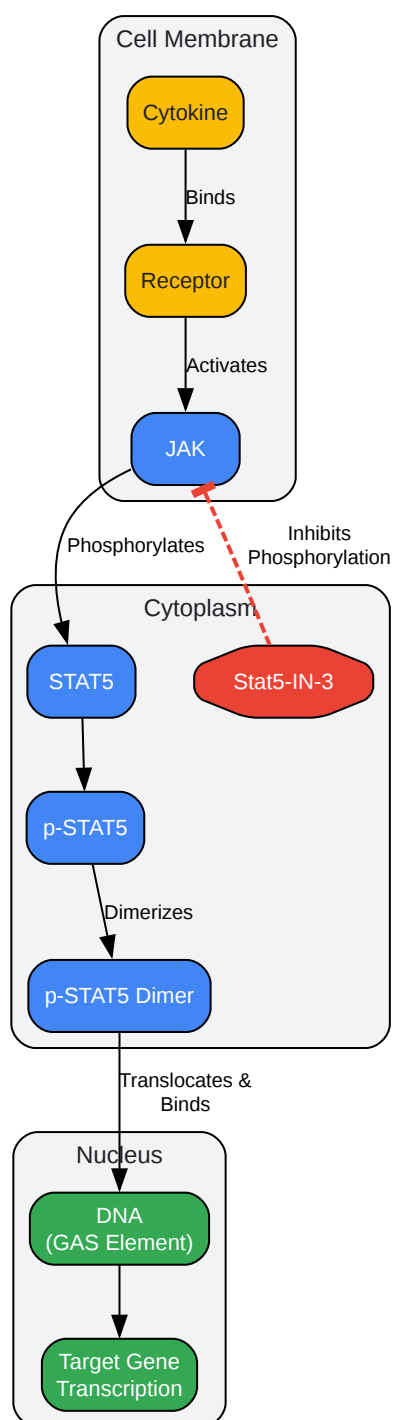 Cell Membrane
Cytokine
Binds
Receptor
Activates
JAK
Phosphorylates
Inhibits
Phosphorylation
Cytoplasm
STAT5
Stat5-IN-3
p-STAT5
Dimerizes
p-STAT5 Dimer
Translocates &
Binds
Nucleus
DNA
(GAS Element)
Target Gene
Transcription